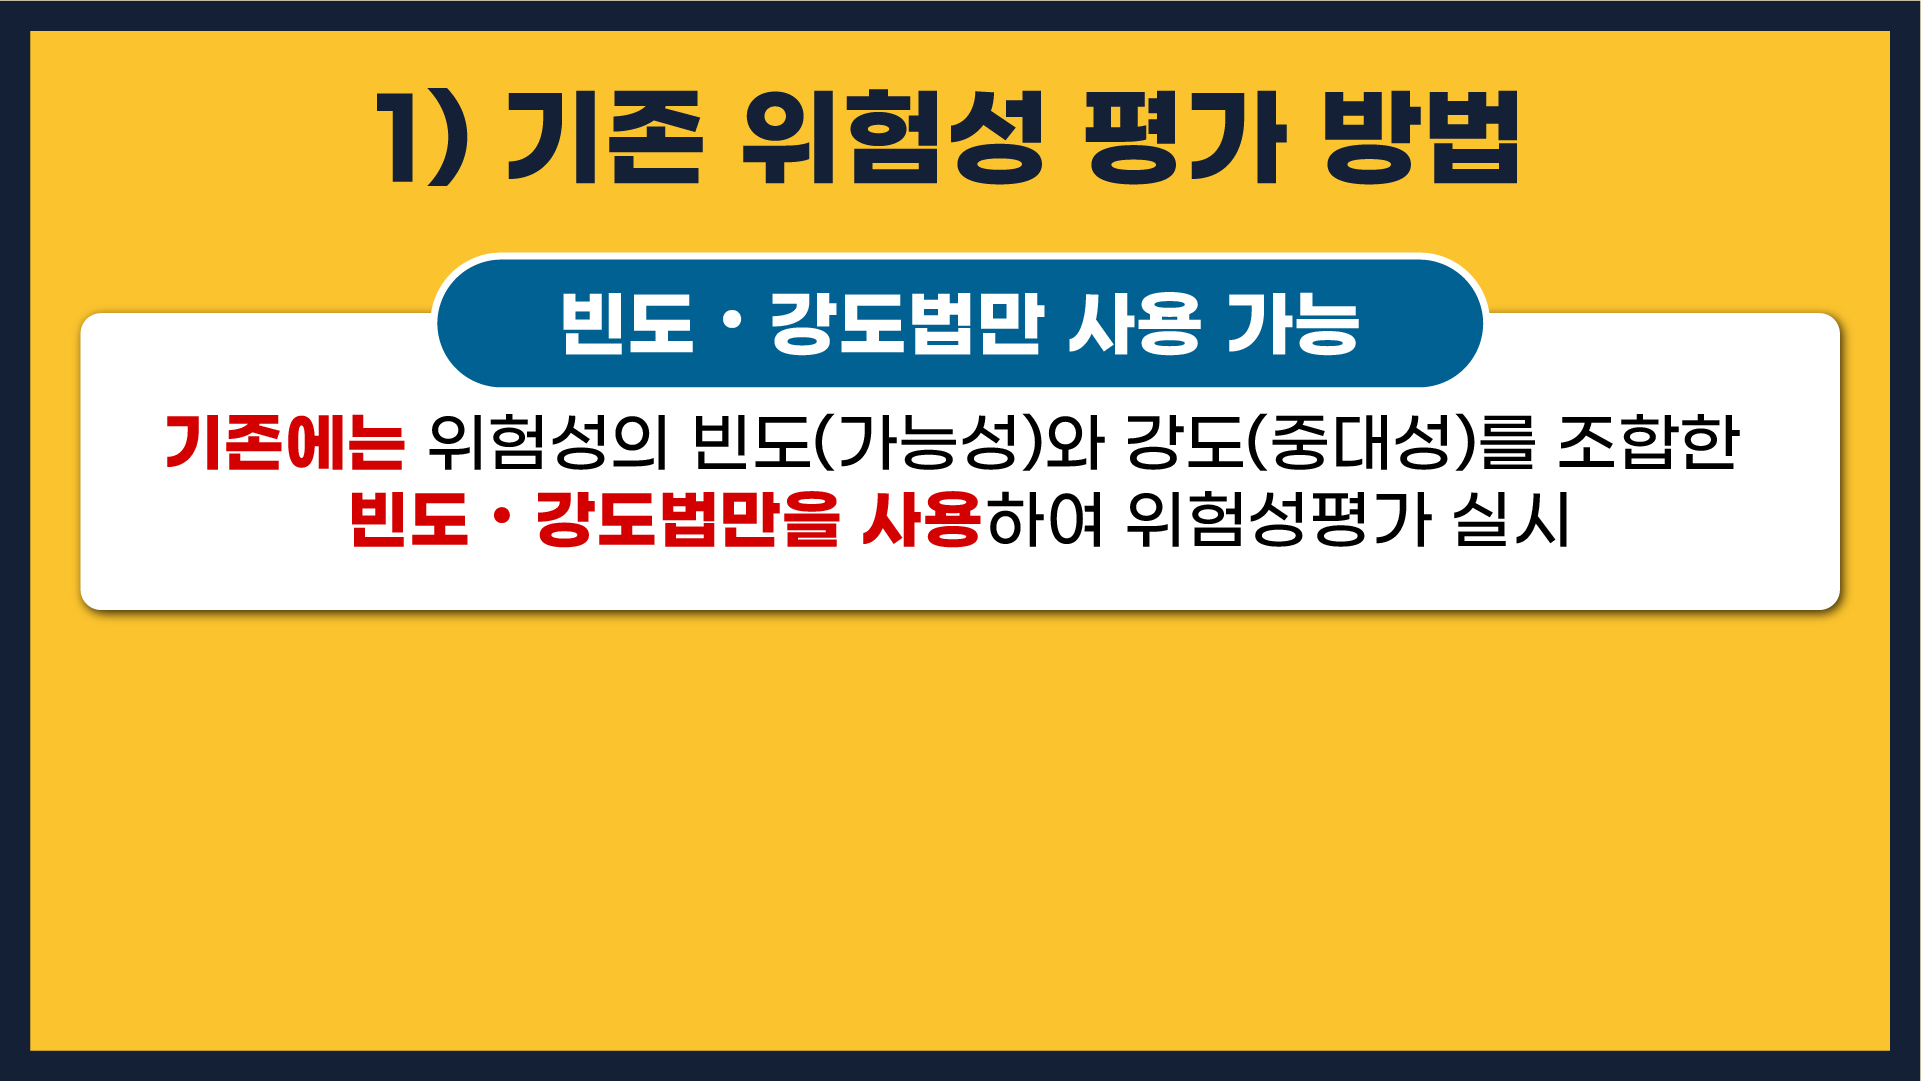 1) 기존 위험성 평가 방법
빈도・강도법만 사용 가능
기존에는 위험성의 빈도(가능성)와 강도(중대성)를 조합한
빈도・강도법만을 사용하여 위험성평가 실시